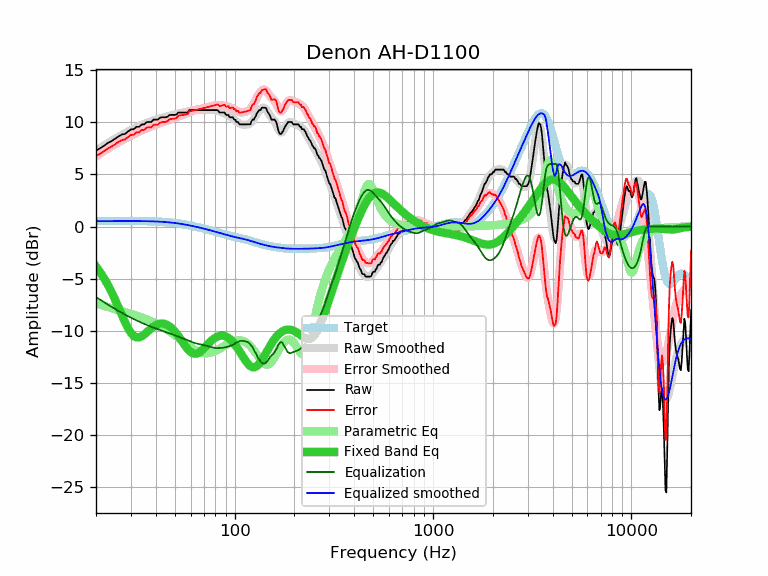 Denon AH-D1100
15
10
5
0
−5
−10
−15
−20
−25
Amplitude (dBr)
Target
Raw Smoothed
Error Smoothed
Raw
Error
Parametric Eq
Fixed Band Eq
Equalization
Equalized smoothed
100
1000
10000
Frequency (Hz)